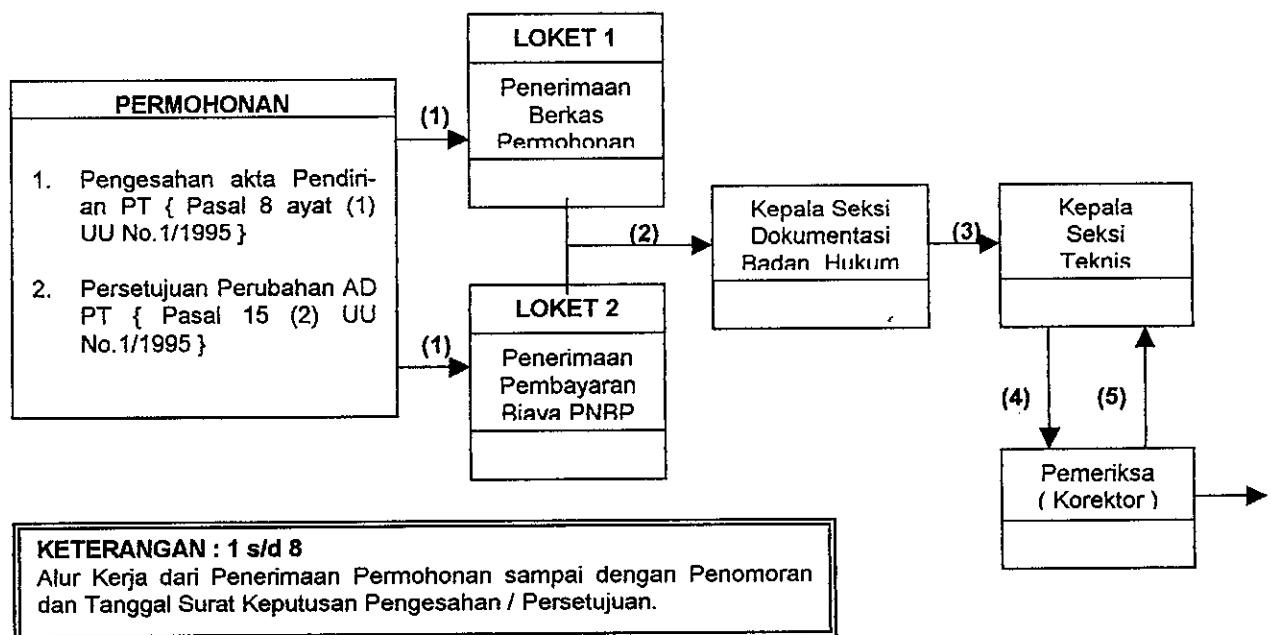 PERMOHONAN
1. Pengesahan akta Pendiri-
an PT { Pasal 8 ayat (1)
UU No.1/1995 }
2. Persetujuan Perubahan AD
PT { Pasal 15 (2) UU
No.1/1995 }
(1)
(1)
LOKET 1
Penerimaan
Berkas
Permohonan
LOKET 2
Penerimaan
Pembayaran
Biaya PNBP
(2)
Kepala Seksi
Dokumentasi
Badan Hukum
(3)
Kepala
Seksi
Teknis
(4)
(5)
Pemeriksa
( Korektor )
KETERANGAN : 1 s/d 8
Alur Kerja dari Penerimaan Permohonan sampai dengan Penomoran
dan Tanggal Surat Keputusan Pengesahan / Persetujuan.